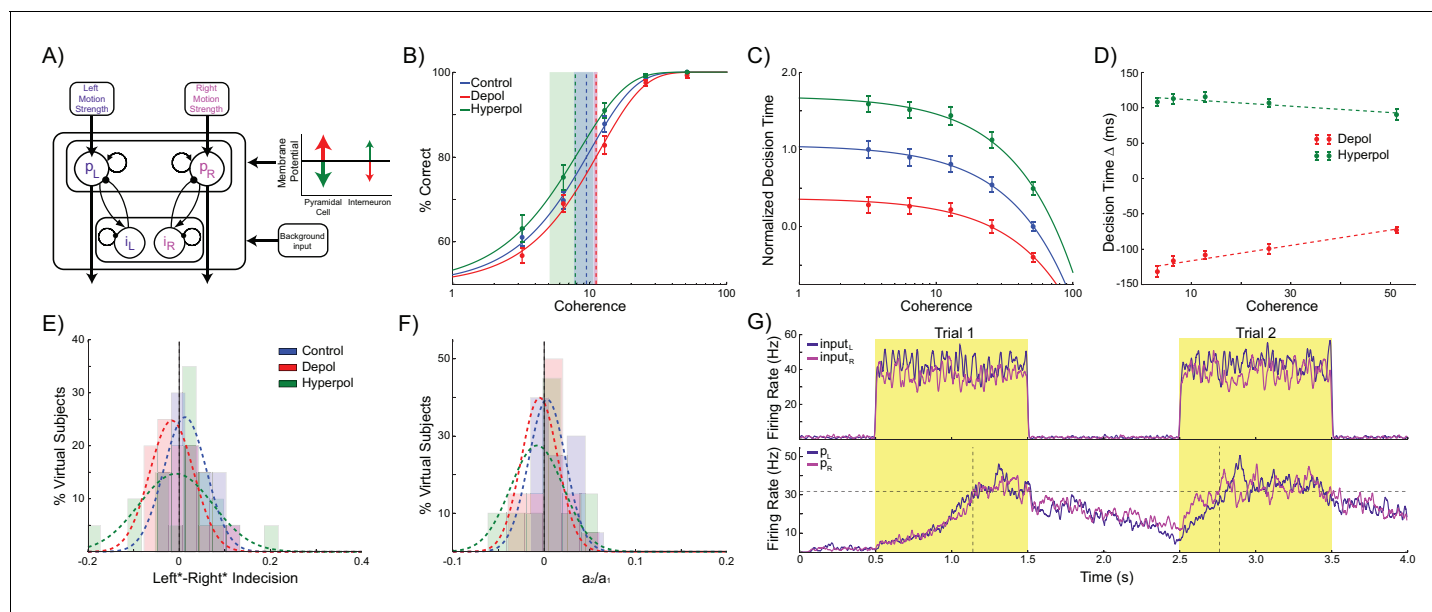 A)
Left
Motion
Strength
Right
Motion
Strength
pL
pR
iL
iR
Membrane
Potential
Pyramidal
Cell
Interneuron
Background
input
B)
Control
Depol
Hyperpol
% Correct
100
80
60
1
10
100
Coherence
C)
Normalized Decision Time
2.0
1.0
0.0
1
10
100
Coherence
D)
Decision Time Δ (ms)
150
100
50
0
-50
-100
-150
Depol
Hyperpol
10
30
50
Coherence
E)
% Virtual Subjects
40
30
20
10
Control
Depol
Hyperpol
-0.2
0
0.2
0.4
Left*-Right* Indecision
F)
% Virtual Subjects
50
30
10
-0.1
0
0.1
0.2
a2/a1
G)
Trial 1
Trial 2
Firing Rate (Hz)
60
40
20
inputL
inputR
Firing Rate (Hz)
50
30
10
pL
pR
0
0.5
1.0
1.5
2.0
2.5
3.0
3.5
4.0
Time (s)